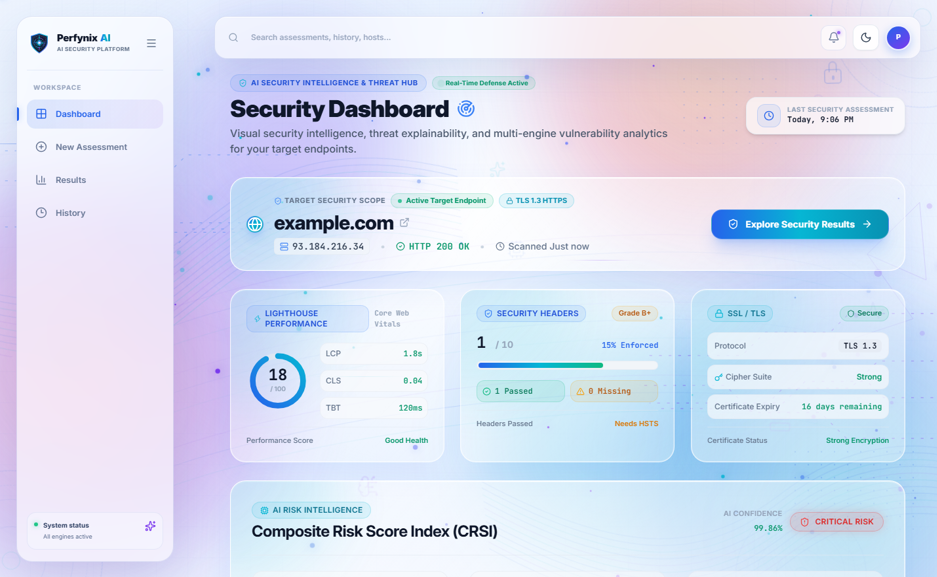 Perfynix AI
AI SECURITY PLATFORM
WORKSPACE
Dashboard
New Assessment
Results
History
System status
All engines active
Search assessments, history, hosts...
P
AI SECURITY INTELLIGENCE & THREAT HUB
Real-Time Defense Active
Security Dashboard
Visual security intelligence, threat explainability, and multi-engine vulnerability analytics
for your target endpoints.
LAST SECURITY ASSESSMENT
Today, 9:06 PM
TARGET SECURITY SCOPE
Active Target Endpoint
TLS 1.3 HTTPS
example.com
93.184.216.34
HTTP 200 OK
Scanned Just now
Explore Security Results
LIGHTHOUSE
PERFORMANCE
Core Web
Vitals
18
/ 100
LCP 1.8s
CLS 0.04
TBT 120ms
Performance Score Good Health
SECURITY HEADERS
Grade B+
1 / 10
15% Enforced
1 Passed
0 Missing
Headers Passed Needs HSTS
SSL / TLS
Secure
Protocol TLS 1.3
Cipher Suite Strong
Certificate Expiry 16 days remaining
Certificate Status Strong Encryption
AI RISK INTELLIGENCE
Composite Risk Score Index (CRSI)
AI CONFIDENCE
99.86%
CRITICAL RISK